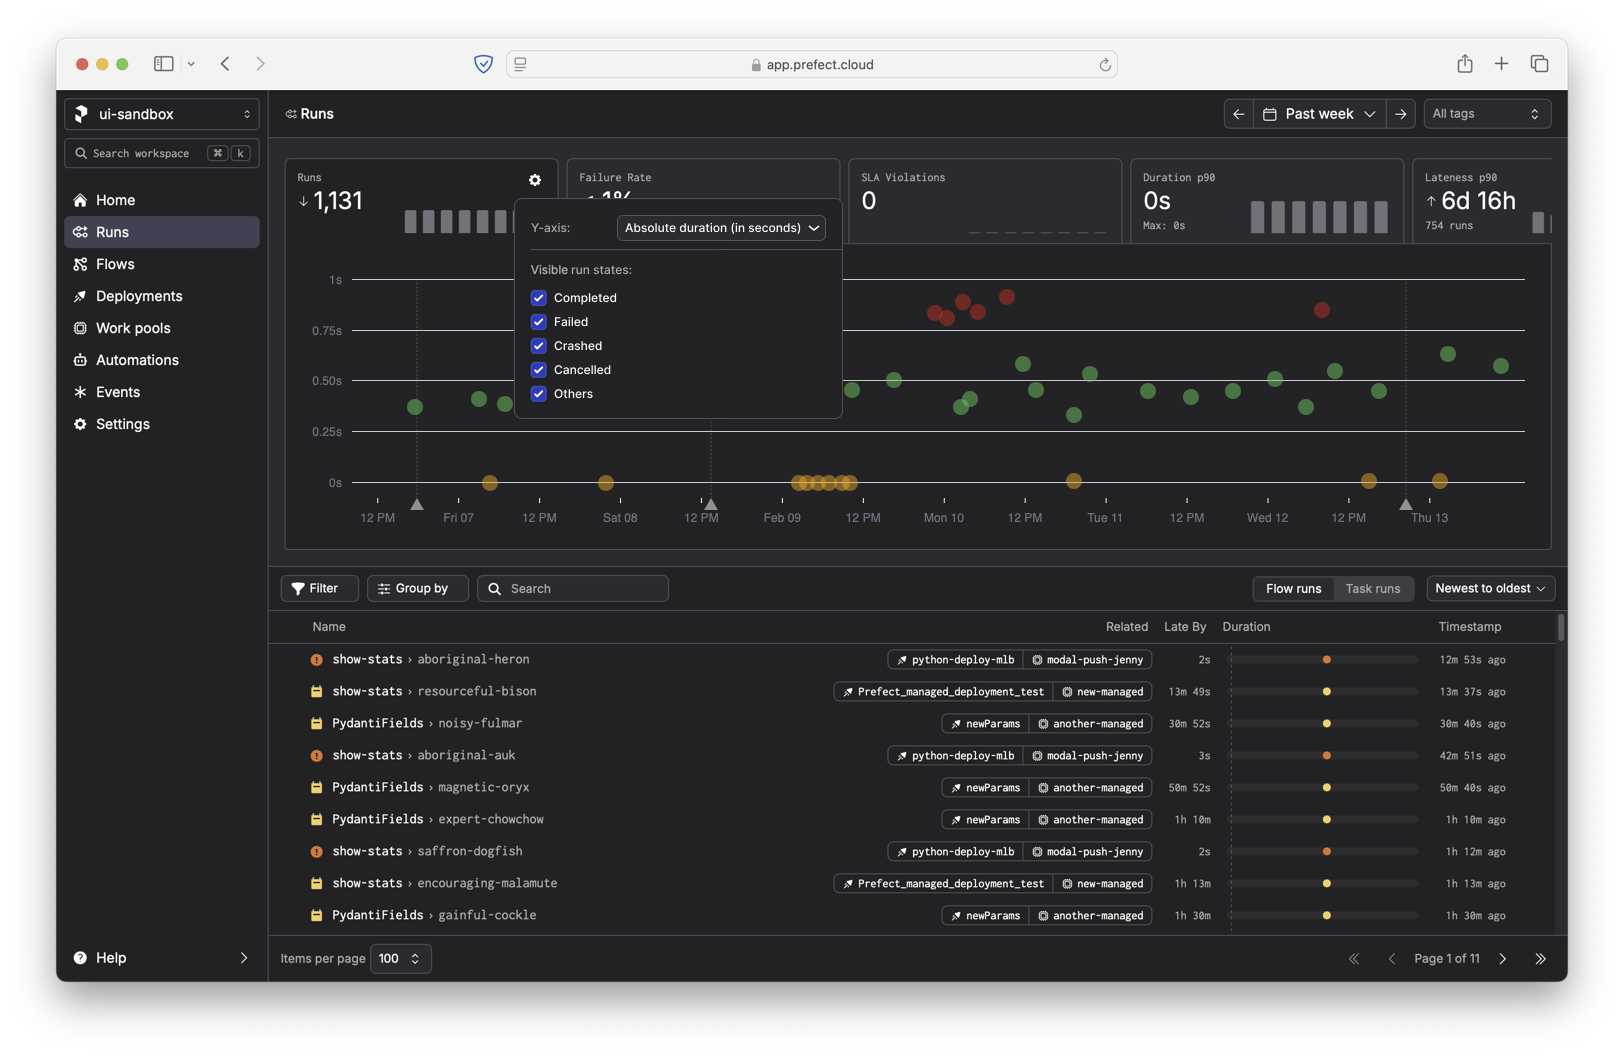 app.prefect.cloud
ui-sandbox
Search workspace ⌘ k
Home
Runs
Flows
Deployments
Work pools
Automations
Events
Settings
Help
Runs
Past week
All tags
Runs
↓ 1,131
Failure Rate
1%
SLA Violations
0
Duration p90
0s
Max: 0s
Lateness p90
↑ 6d 16h
754 runs
Y-axis: Absolute duration (in seconds)
Visible run states:
Completed
Failed
Crashed
Cancelled
Others
1s
0.75s
0.50s
0.25s
0s
12 PM Fri 07 12 PM Sat 08 12 PM Feb 09 12 PM Mon 10 12 PM Tue 11 12 PM Wed 12 12 PM Thu 13
Filter Group by Search Flow runs Task runs Newest to oldest
Name Related Late By Duration Timestamp
show-stats › aboriginal-heron python-deploy-mlb modal-push-jenny 2s 12m 53s ago
show-stats › resourceful-bison Prefect_managed_deployment_test new-managed 13m 49s 13m 37s ago
PydantiFields › noisy-fulmar newParams another-managed 30m 52s 30m 40s ago
show-stats › aboriginal-auk python-deploy-mlb modal-push-jenny 3s 42m 51s ago
PydantiFields › magnetic-oryx newParams another-managed 50m 52s 50m 40s ago
PydantiFields › expert-chowchow newParams another-managed 1h 10m 1h 10m ago
show-stats › saffron-dogfish python-deploy-mlb modal-push-jenny 2s 1h 12m ago
show-stats › encouraging-malamute Prefect_managed_deployment_test new-managed 1h 13m 1h 13m ago
PydantiFields › gainful-cockle newParams another-managed 1h 30m 1h 30m ago
Items per page 100 Page 1 of 11